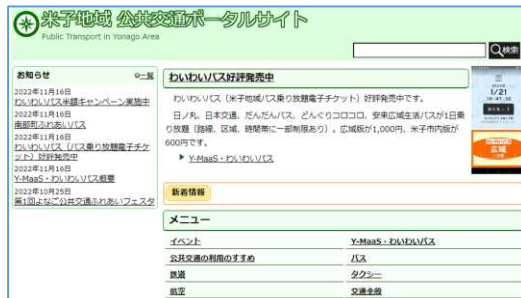 米子地域 公共交通ポータルサイト
Public Transport in Yonago Area
検索
お知らせ
一覧
2022年11月16日
わいわいパス半額キャンペーン実施中
2022年11月16日
南部町ふれあいバス
2022年11月16日
わいわいパス（バス乗り放題電子チケ
ット）好評発売中
2022年11月16日
Y-MaaS・わいわいパス概要
2022年10月25日
第1回よなご公共交通ふれあいフェスタ
わいわいパス好評発売中
わいわいパス（米子地域バス乗り放題電子チケット）好評発売中です。
日ノ丸、日本交通、だんだんバス、どんぐりコロコロ、安来広域生活バスが1日乗
り放題（路線、区域、時間帯に一部制限あり）。広域版が1,000円、米子市内版が
600円です。
Y-MaaS・わいわいパス
1/21
10:47:32
広域
新着情報
メニュー
イベント
Y-MaaS・わいわいパス
公共交通の利用のすすめ
バス
鉄道
タクシー
航空
交通全般